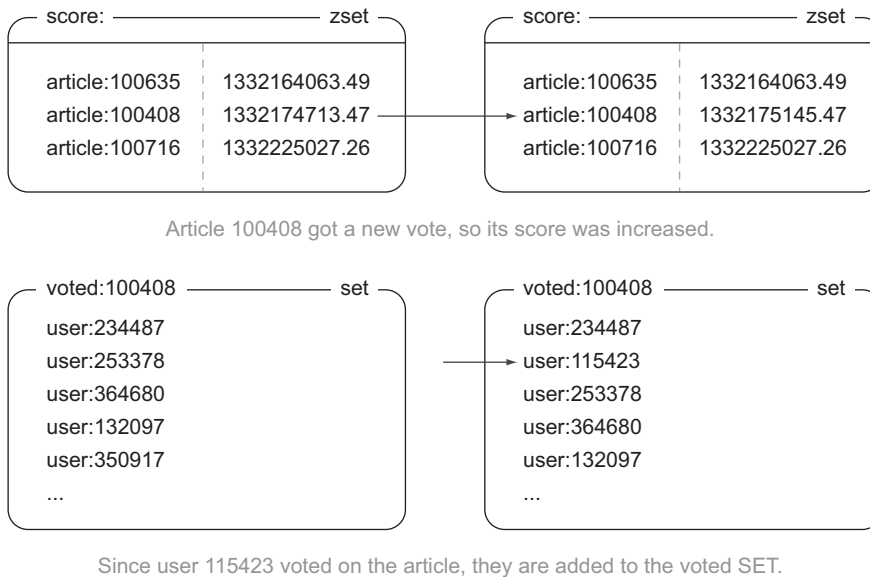 score: zset score: zset
article:100635 1332164063.49 article:100635 1332164063.49
article:100408 1332174713.47 article:100408 1332175145.47
article:100716 1332225027.26 article:100716 1332225027.26
Article 100408 got a new vote, so its score was increased.
voted:100408 set voted:100408 set
user:234487 user:234487
user:253378 user:115423
user:364680 user:253378
user:132097 user:364680
user:350917 user:132097
... ...
Since user 115423 voted on the article, they are added to the voted SET.